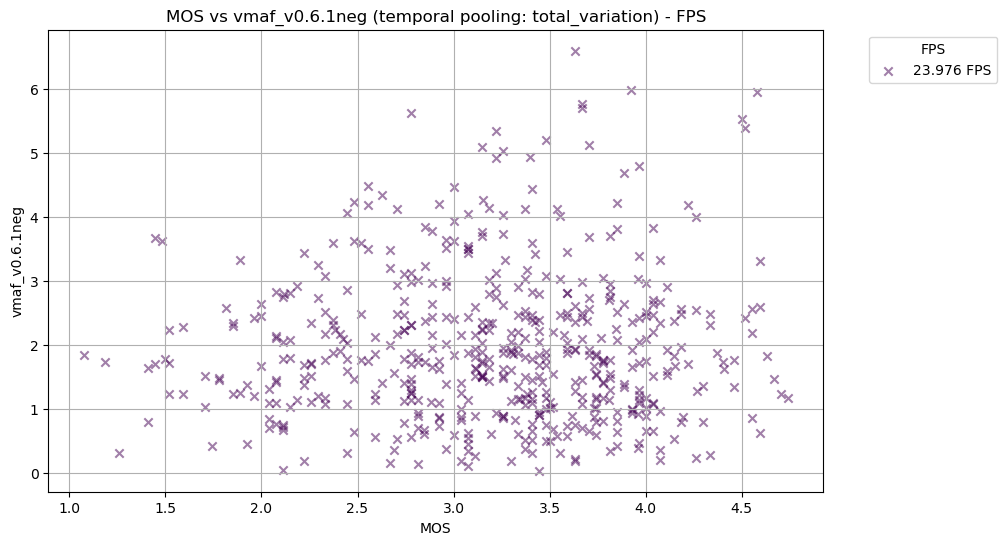 MOS vs vmaf_v0.6.1neg (temporal pooling: total_variation) - FPS
FPS
23.976 FPS
vmaf_v0.6.1neg
6
5
4
3
2
1
0
1.0 1.5 2.0 2.5 3.0 3.5 4.0 4.5
MOS